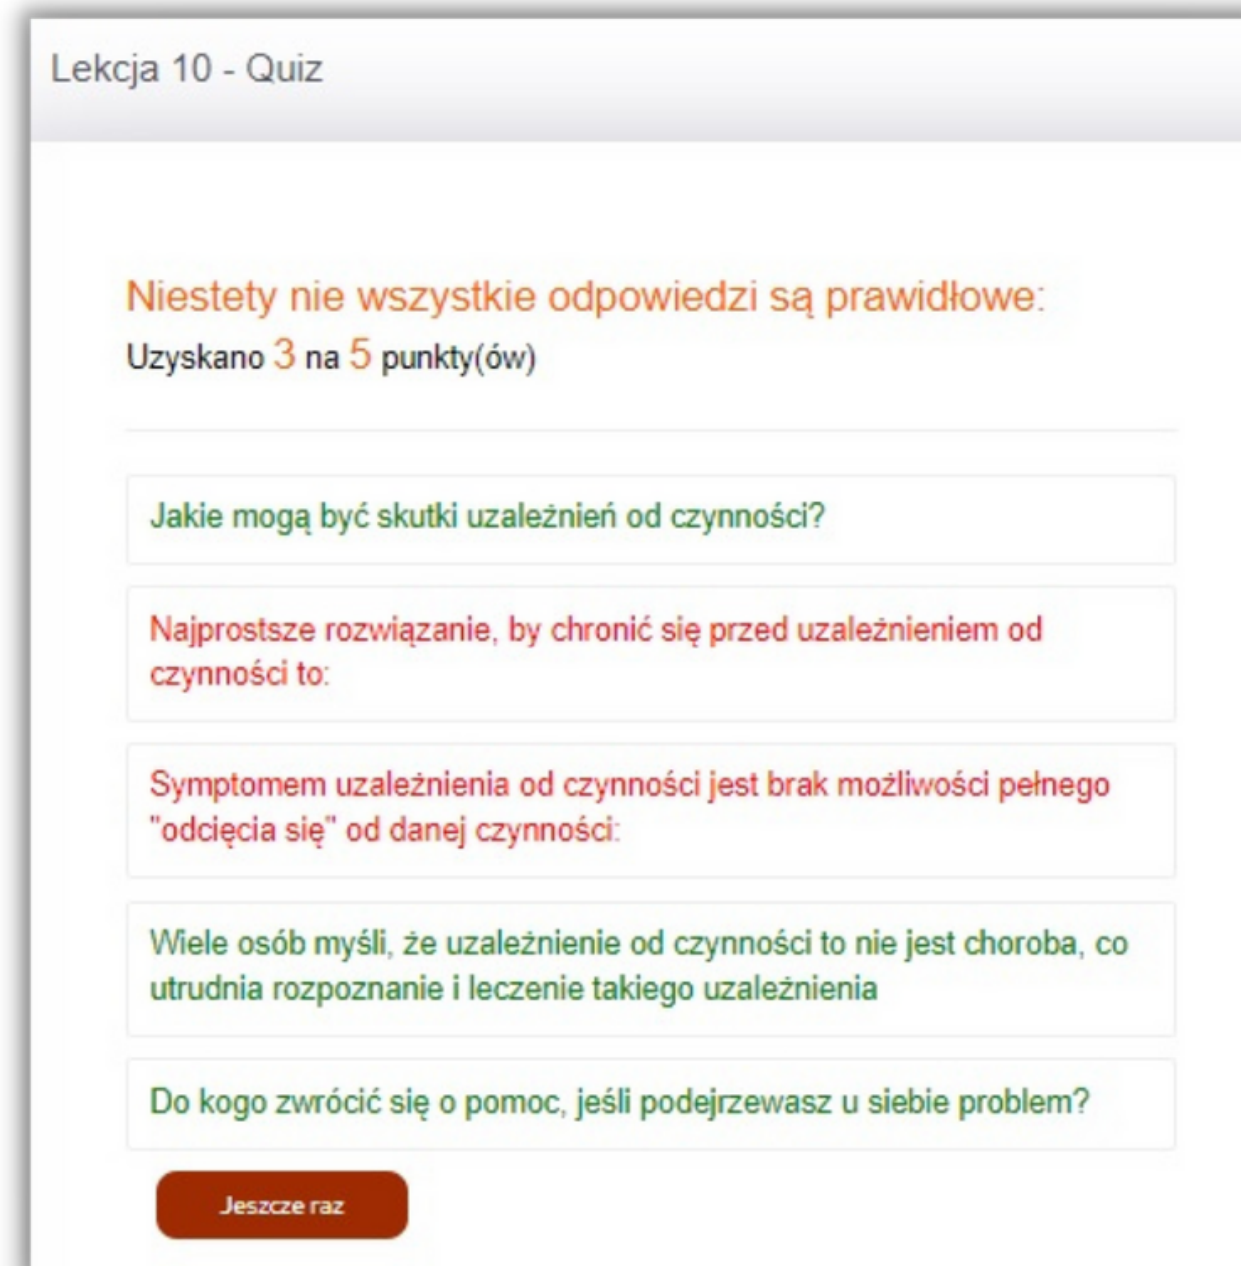 Lekcja 10 - Quiz
Niestety nie wszystkie odpowiedzi są prawidłowe:
Uzyskano 3 na 5 punkty(ów)
Jakie mogą być skutki uzależnień od czynności?
Najprostsze rozwiązanie, by chronić się przed uzależnieniem od
czynności to:
Symptomem uzależnienia od czynności jest brak możliwości pełnego
"odcięcia się" od danej czynności:
Wiele osób myśli, że uzależnienie od czynności to nie jest choroba, co
utrudnia rozpoznanie i leczenie takiego uzależnienia
Do kogo zwrócić się o pomoc, jeśli podejrzewasz u siebie problem?
Jeszcze raz